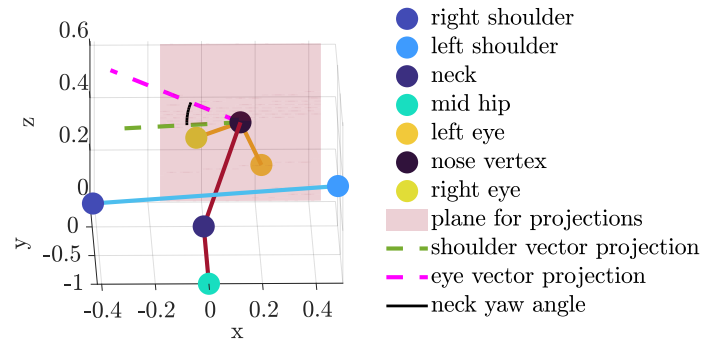 0.6
0.4
0.2
0
z
0
-0.5
-1
y
-0.4
-0.2
0
0.2
0.4
x
right shoulder
left shoulder
neck
mid hip
left eye
nose vertex
right eye
plane for projections
shoulder vector projection
eye vector projection
neck yaw angle